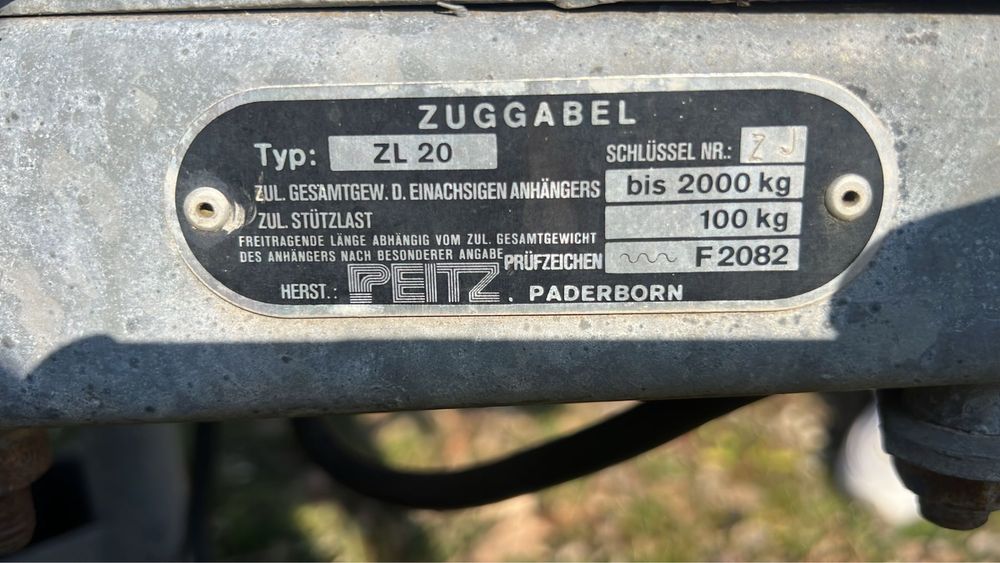 ZUGGABEL
Typ: ZL 20
SCHLÜSSEL NR.: Z J
ZUL. GESAMTGEW. D. EINACHSIGEN ANHÄNGERS bis 2000 kg
ZUL. STÜTZLAST 100 kg
FREITRAGENDE LÄNGE ABHÄNGIG VOM ZUL. GESAMTGEWICHT
DES ANHÄNGERS NACH BESONDERER ANGABE
PRÜFZEICHEN F 2082
HERST.: PEITZ. PADERBORN